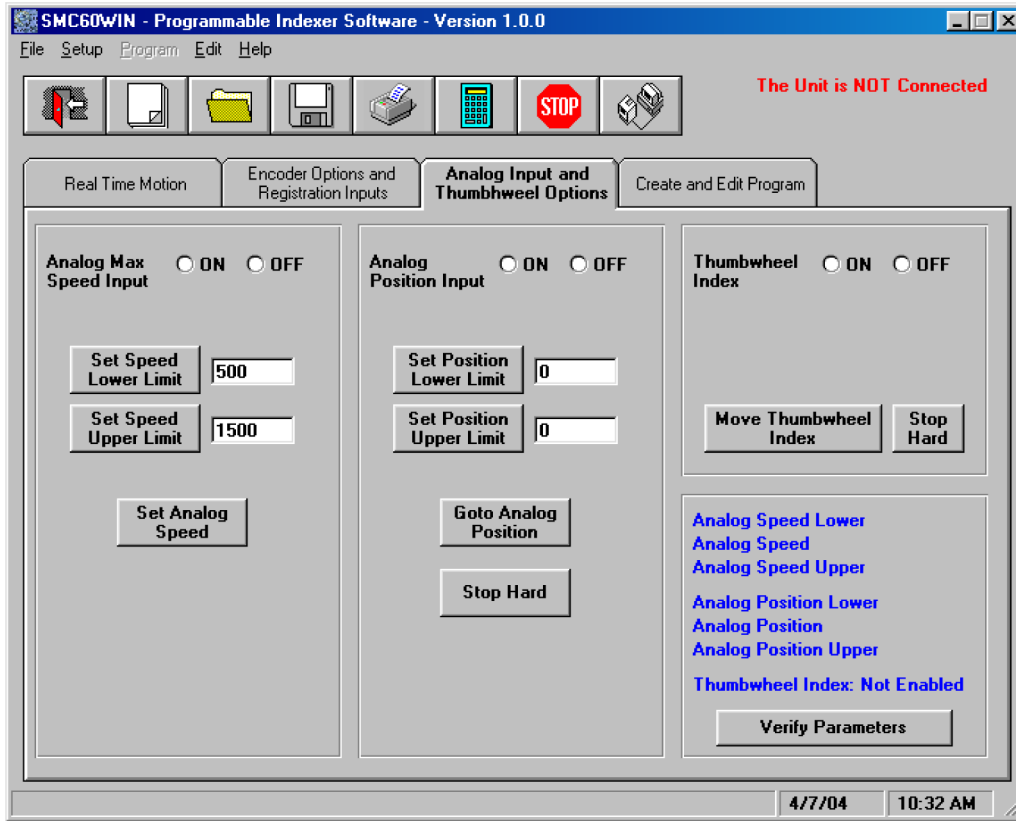 SMC60WIN - Programmable Indexer Software - Version 1.0.0
File Setup Program Edit Help
STOP
The Unit is NOT Connected
Real Time Motion
Encoder Options and
Registration Inputs
Analog Input and
Thumbhweel Options
Create and Edit Program
Analog Max
Speed Input
ON OFF
Set Speed
Lower Limit
500
Set Speed
Upper Limit
1500
Set Analog
Speed
Analog
Position Input
ON OFF
Set Position
Lower Limit
0
Set Position
Upper Limit
0
Goto Analog
Position
Stop Hard
Thumbwheel
Index
ON OFF
Move Thumbwheel
Index
Stop
Hard
Analog Speed Lower
Analog Speed
Analog Speed Upper
Analog Position Lower
Analog Position
Analog Position Upper
Thumbwheel Index: Not Enabled
Verify Parameters
4/7/04
10:32 AM